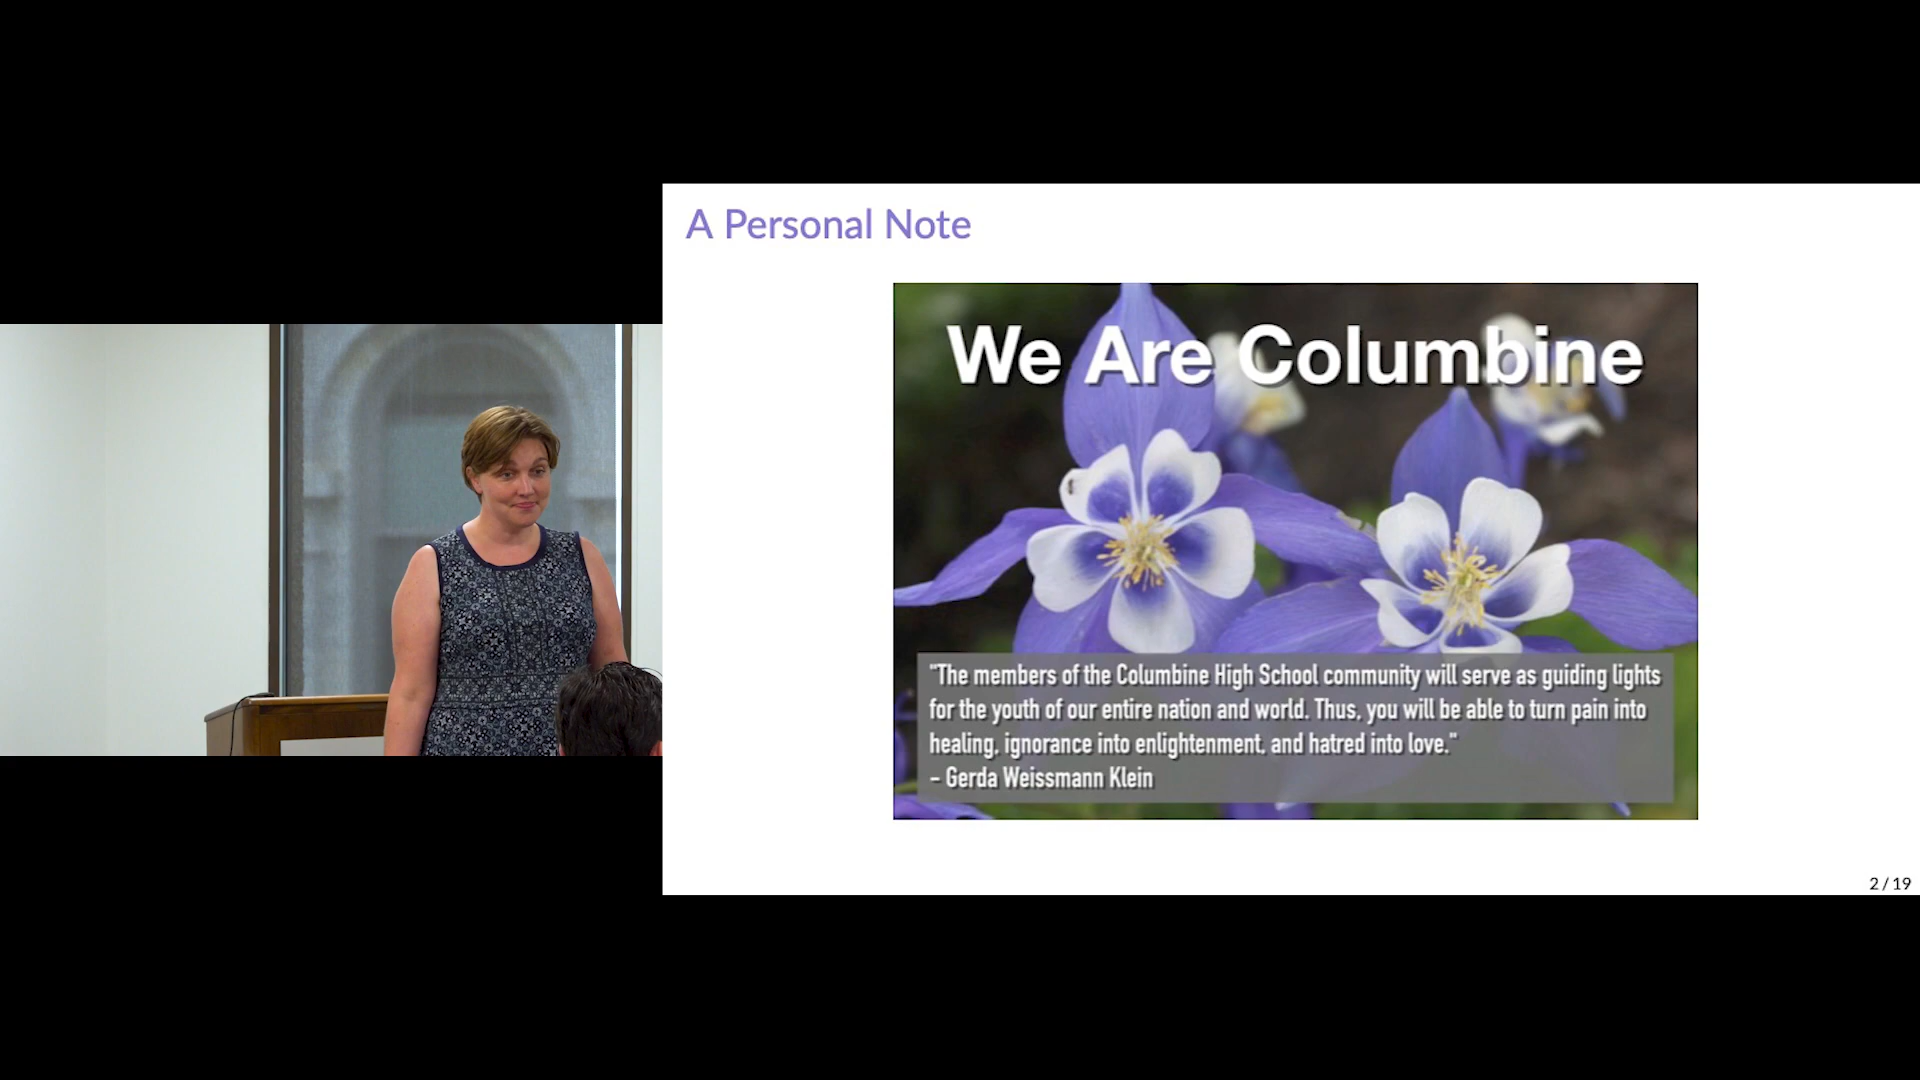 A Personal Note
We Are Columbine
"The members of the Columbine High School community will serve as guiding lights
for the youth of our entire nation and world. Thus, you will be able to turn pain into
healing, ignorance into enlightenment, and hatred into love."
– Gerda Weissmann Klein
2 / 19